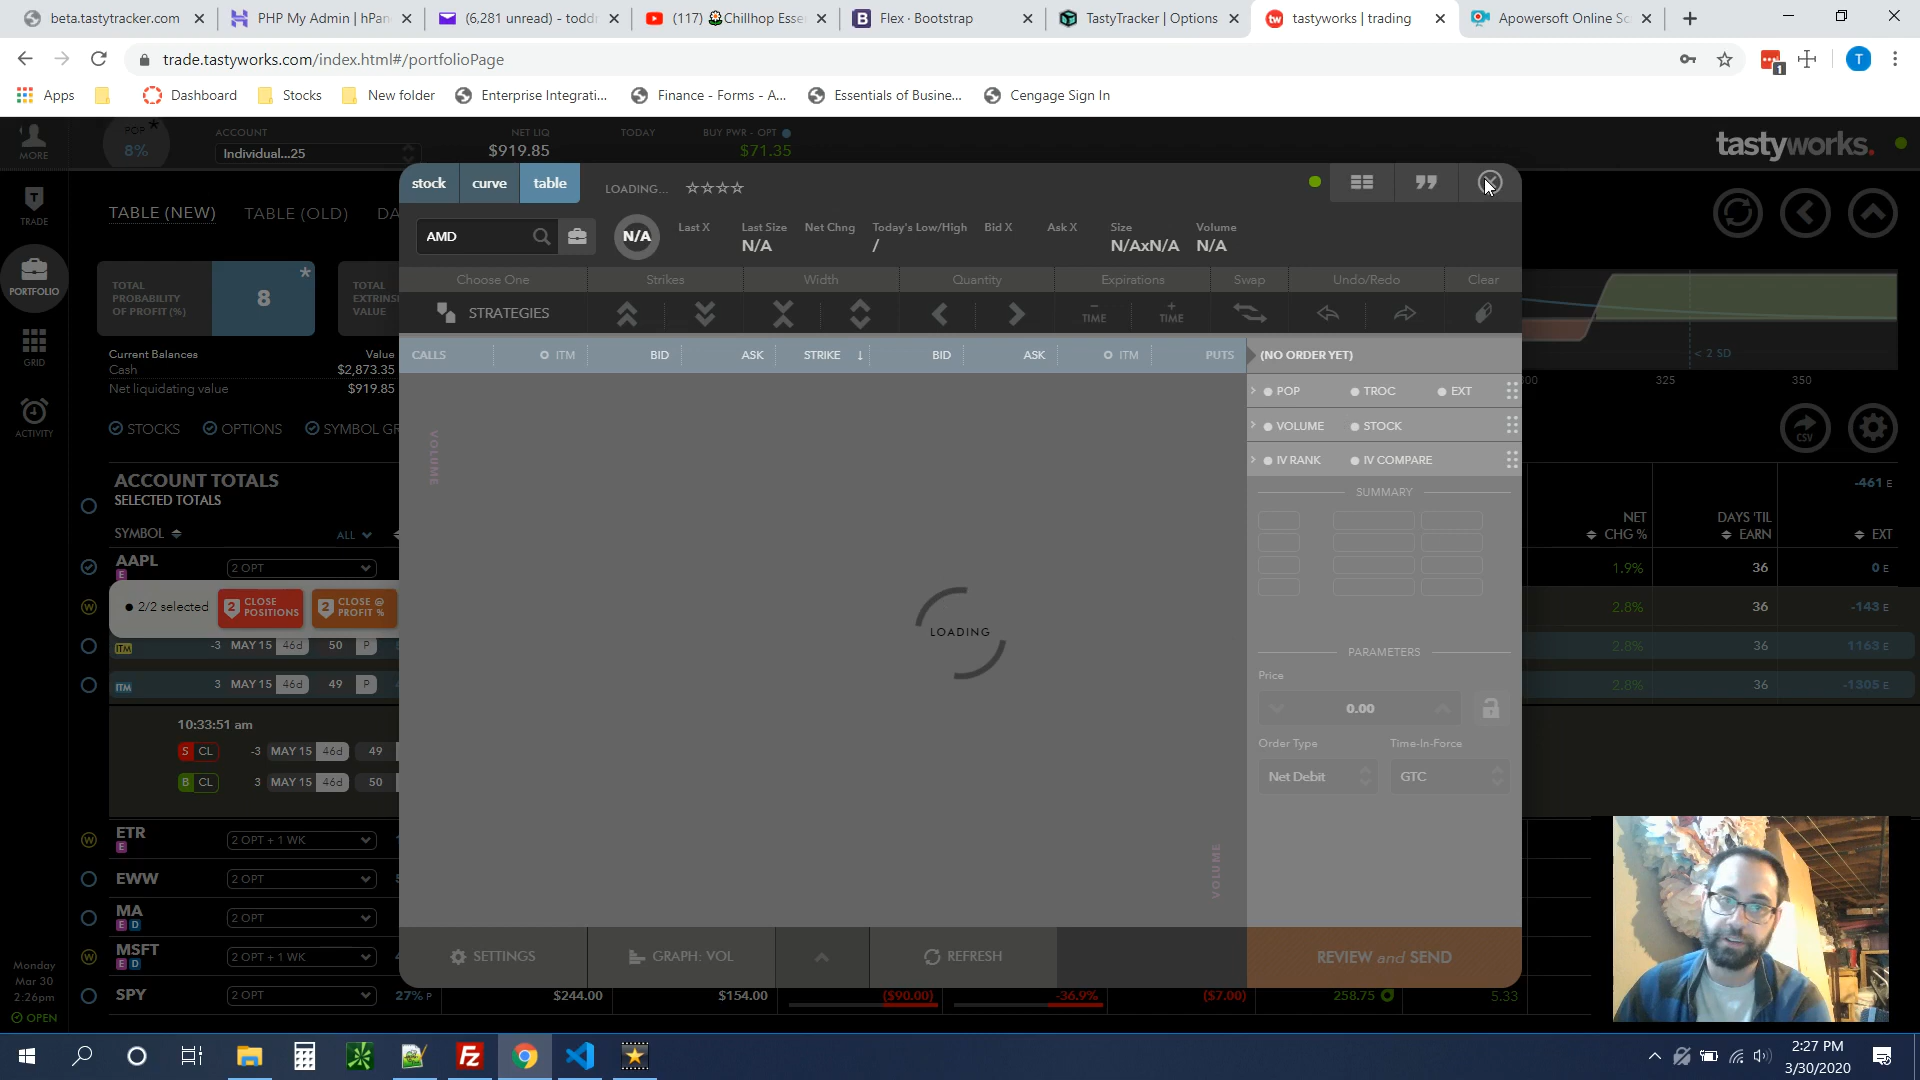 beta.tastytracker.com
PHP My Admin | hPan
(6,281 unread) - toddr
(117) Chillhop Esse
Flex · Bootstrap
TastyTracker | Options
tastyworks | trading
Apowersoft Online Sc
trade.tastyworks.com/index.html#/portfolioPage
1
T
Apps
Dashboard
Stocks
New folder
Enterprise Integrati...
Finance - Forms - A...
Essentials of Busine...
Cengage Sign In
MORE
POP
8%
ACCOUNT
Individual...25
NET LIQ
$919.85
TODAY
BUY PWR - OPT
$71.35
tastyworks.
TRADE
PORTFOLIO
GRID
ACTIVITY
TABLE (NEW)
TABLE (OLD)
DA
TOTAL PROBABILITY OF PROFIT (%)
8
*
TOTAL EXTRINS VALUE
Current Balances
Value
Cash
$2,873.35
Net liquidating value
$919.85
STOCKS
OPTIONS
SYMBOL GR
ACCOUNT TOTALS
SELECTED TOTALS
SYMBOL
ALL
AAPL
E
2 OPT
2/2 selected
2 CLOSE POSITIONS
2 CLOSE @ PROFIT %
ITM
-3 MAY 15 46d 50 P
ITM
3 MAY 15 46d 49 P
10:33:51 am
S CL -3 MAY 15 46d 49
B CL 3 MAY 15 46d 50
ETR
E
2 OPT + 1 WK
EWW
2 OPT
MA
E D
2 OPT
MSFT
E D
2 OPT + 1 WK
SPY
2 OPT
27% P
$244.00
$154.00
($90.00)
-36.9%
($7.00)
258.75
5.33
Monday
Mar 30
2:26pm
OPEN
stock
curve
table
LOADING...
AMD
N/A
Last X
Last Size
N/A
Net Chng
Today's Low/High
/
Bid X
Ask X
Size
N/AxN/A
Volume
N/A
Choose One
Strikes
Width
Quantity
Expirations
Swap
Undo/Redo
Clear
STRATEGIES
− TIME
+ TIME
CALLS
ITM
BID
ASK
STRIKE
BID
ASK
ITM
PUTS
(NO ORDER YET)
POP
TROC
EXT
VOLUME
STOCK
IV RANK
IV COMPARE
SUMMARY
VOLUME
LOADING
PARAMETERS
Price
0.00
Order Type
Time-In-Force
Net Debit
GTC
VOLUME
SETTINGS
GRAPH: VOL
REFRESH
REVIEW and SEND
< 2 SD
325
350
CSV
-461 E
NET CHG %
DAYS 'TIL EARN
EXT
1.9%
36
0 E
2.8%
36
-143 E
2.8%
36
1163 E
2.8%
36
-1305 E
2:27 PM
3/30/2020